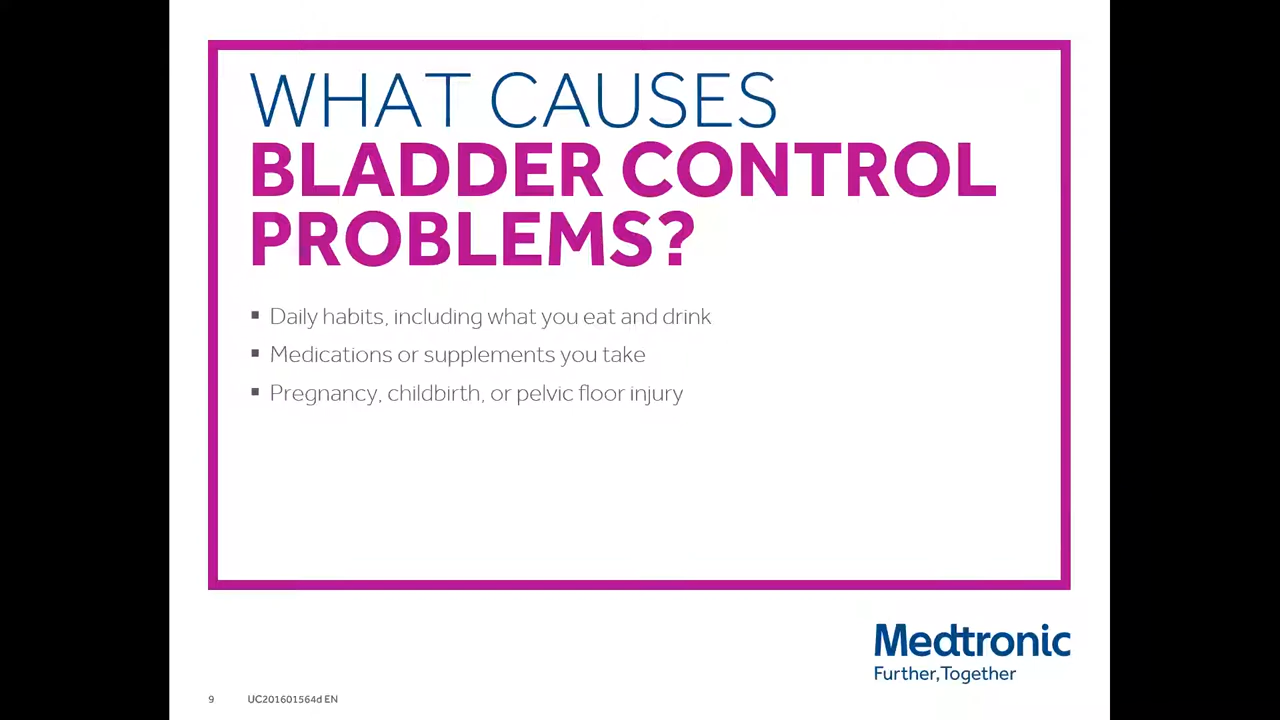 WHAT CAUSES
BLADDER CONTROL
PROBLEMS?
▪ Daily habits, including what you eat and drink
▪ Medications or supplements you take
▪ Pregnancy, childbirth, or pelvic floor injury
Medtronic
Further, Together
9 UC201601564d EN